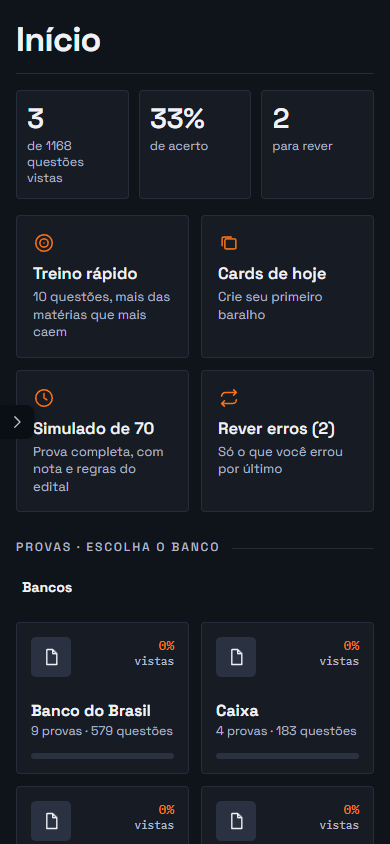 Início
3
de 1168
questões
vistas
33%
de acerto
2
para rever
Treino rápido
10 questões, mais das
matérias que mais
caem
Cards de hoje
Crie seu primeiro
baralho
Simulado de 70
Prova completa, com
nota e regras do
edital
Rever erros (2)
Só o que você errou
por último
PROVAS · ESCOLHA O BANCO
Bancos
0%
vistas
Banco do Brasil
9 provas · 579 questões
0%
vistas
Caixa
4 provas · 183 questões
0%
vistas
0%
vistas